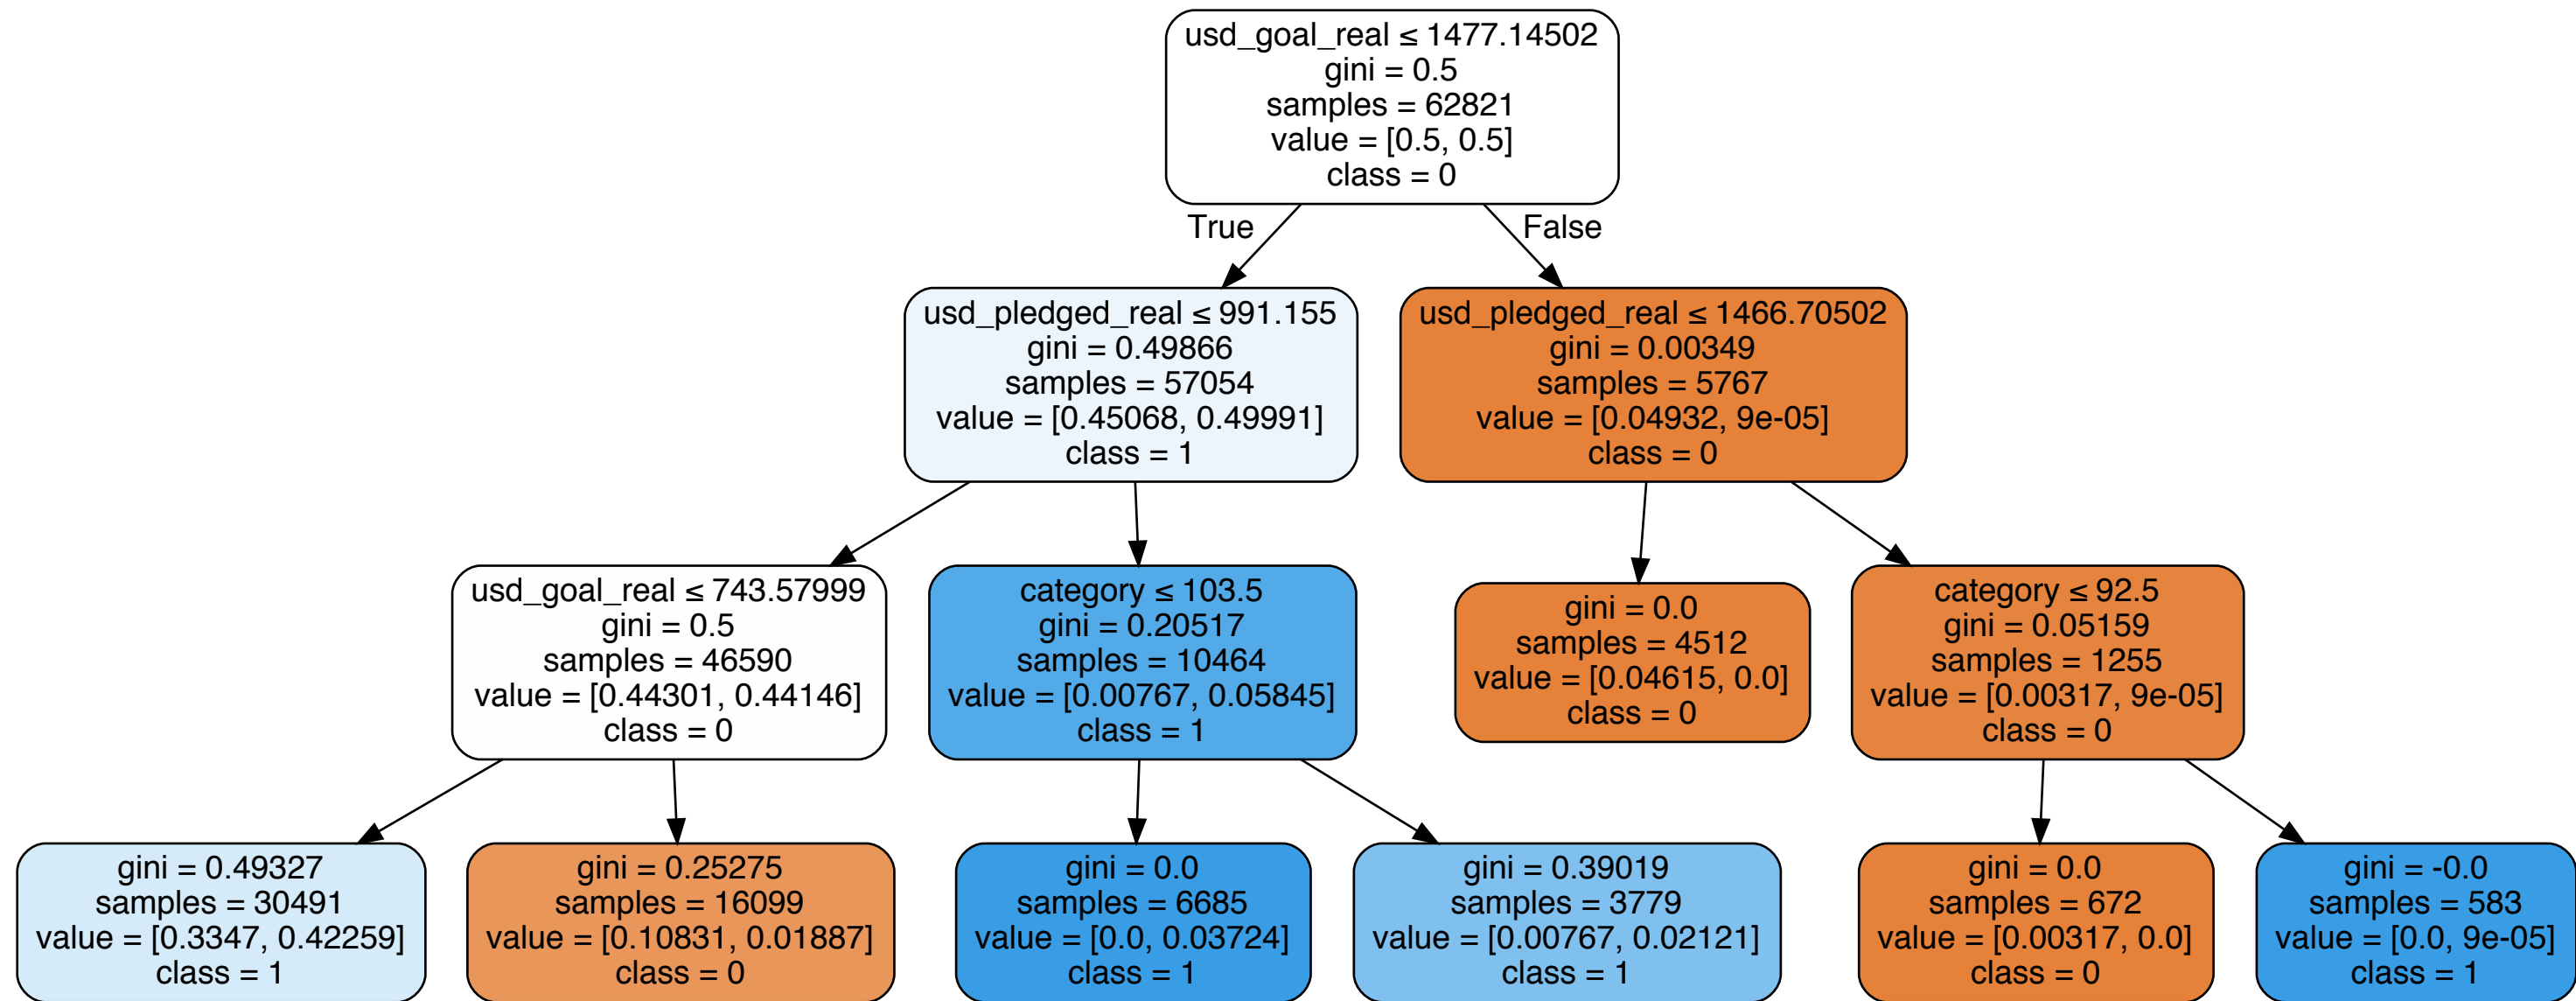 usd_goal_real ≤ 1477.14502
gini = 0.5
samples = 62821
value = [0.5, 0.5]
class = 0
True
False
usd_pledged_real ≤ 991.155
gini = 0.49866
samples = 57054
value = [0.45068, 0.49991]
class = 1
usd_pledged_real ≤ 1466.70502
gini = 0.00349
samples = 5767
value = [0.04932, 9e-05]
class = 0
usd_goal_real ≤ 743.57999
gini = 0.5
samples = 46590
value = [0.44301, 0.44146]
class = 0
category ≤ 103.5
gini = 0.20517
samples = 10464
value = [0.00767, 0.05845]
class = 1
gini = 0.0
samples = 4512
value = [0.04615, 0.0]
class = 0
category ≤ 92.5
gini = 0.05159
samples = 1255
value = [0.00317, 9e-05]
class = 0
gini = 0.49327
samples = 30491
value = [0.3347, 0.42259]
class = 1
gini = 0.25275
samples = 16099
value = [0.10831, 0.01887]
class = 0
gini = 0.0
samples = 6685
value = [0.0, 0.03724]
class = 1
gini = 0.39019
samples = 3779
value = [0.00767, 0.02121]
class = 1
gini = 0.0
samples = 672
value = [0.00317, 0.0]
class = 0
gini = -0.0
samples = 583
value = [0.0, 9e-05]
class = 1